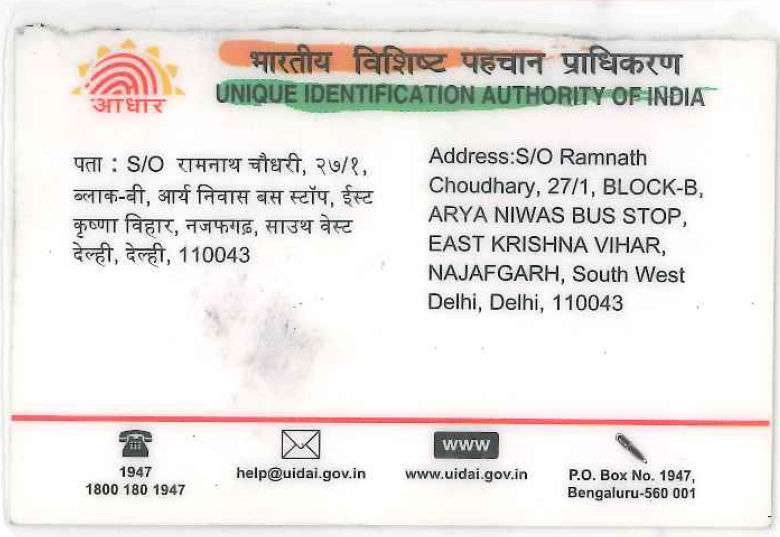 आधार
भारतीय विशिष्ट पहचान प्राधिकरण
UNIQUE IDENTIFICATION AUTHORITY OF INDIA
पता : S/O रामनाथ चौधरी, २७/१,
ब्लाक-बी, आर्य निवास बस स्टॉप, ईस्ट
कृष्णा विहार, नजफगढ़, साउथ वेस्ट
देल्ही, देल्ही, 110043
Address:S/O Ramnath
Choudhary, 27/1, BLOCK-B,
ARYA NIWAS BUS STOP,
EAST KRISHNA VIHAR,
NAJAFGARH, South West
Delhi, Delhi, 110043
1947
1800 180 1947
help@uidai.gov.in
www
www.uidai.gov.in
P.O. Box No. 1947,
Bengaluru-560 001